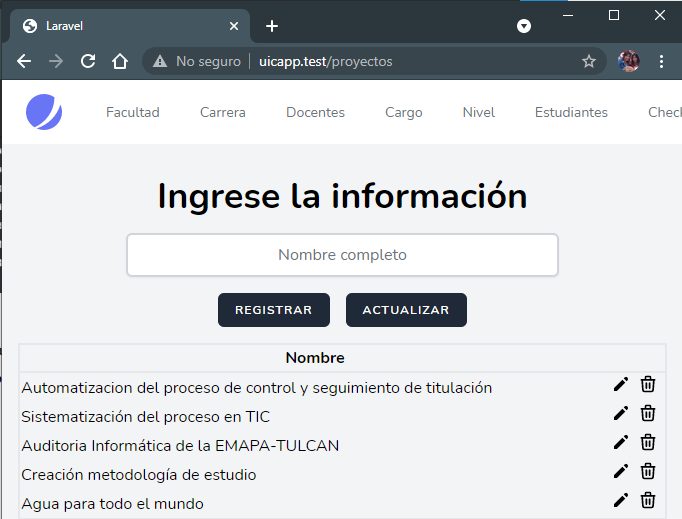 Laravel
No seguro uicapp.test/proyectos
Facultad Carrera Docentes Cargo Nivel Estudiantes Chec
Ingrese la información
Nombre completo
REGISTRAR ACTUALIZAR
Nombre
Automatizacion del proceso de control y seguimiento de titulación
Sistematización del proceso en TIC
Auditoria Informática de la EMAPA-TULCAN
Creación metodología de estudio
Agua para todo el mundo